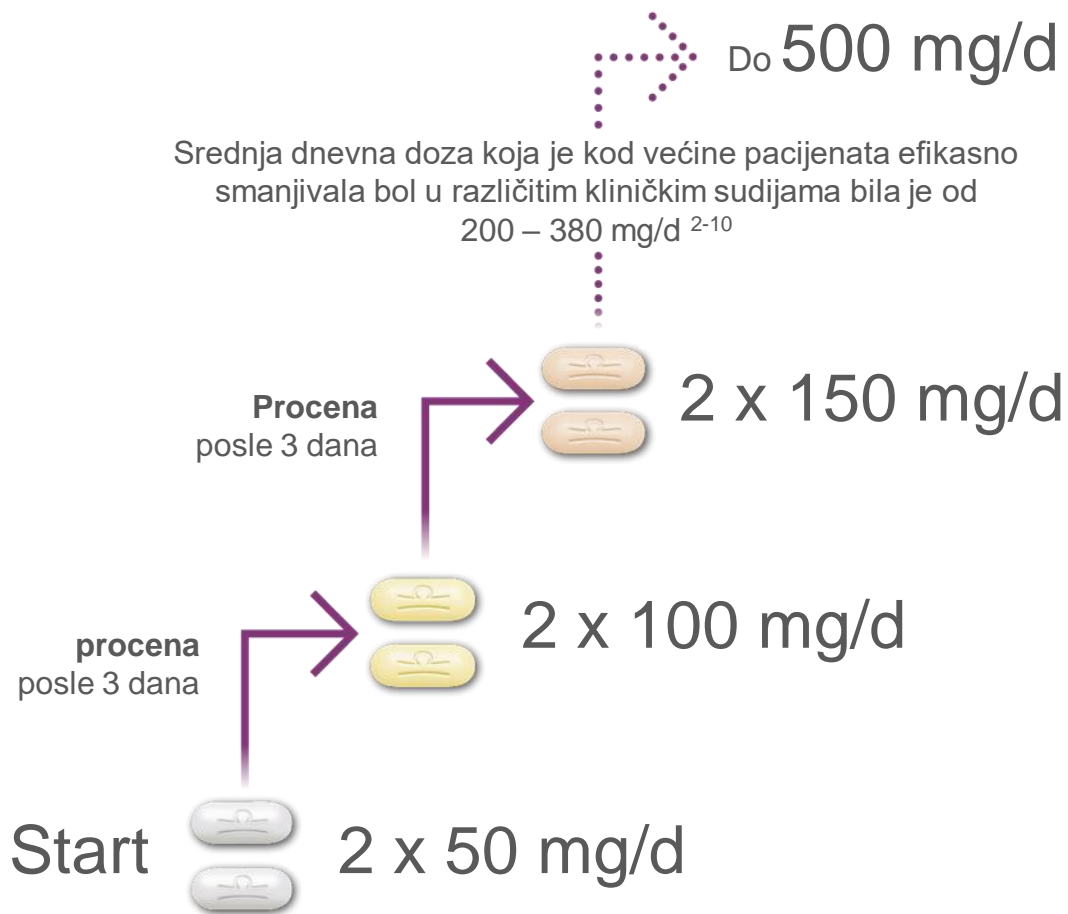 Do 500 mg/d
Srednja dnevna doza koja je kod većine pacijenata efikasno
smanjivala bol u različitim kliničkim sudijama bila je od
200 – 380 mg/d 2-10
Procena
posle 3 dana
2 x 150 mg/d
procena
posle 3 dana
2 x 100 mg/d
Start
2 x 50 mg/d